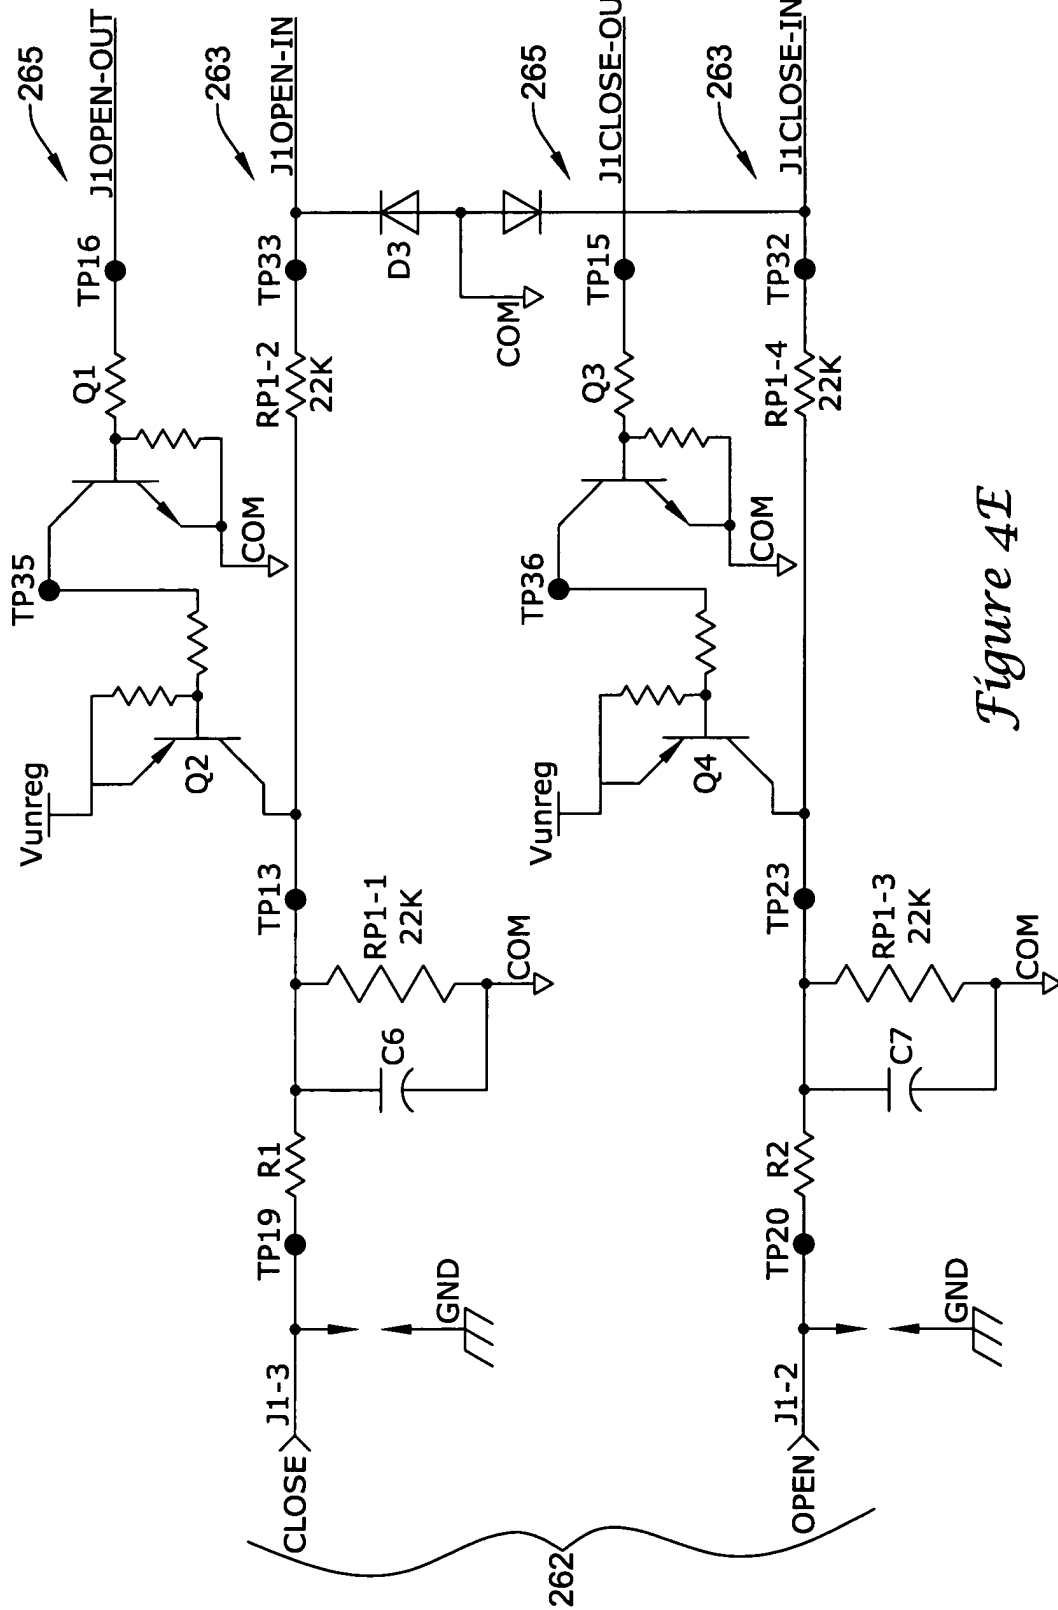 Vunreg
TP35
265
Q2
Q1
TP16
J1OPEN-OUT
263
COM
CLOSE
J1-3
TP19
R1
TP13
RP1-2
22K
TP33
J1OPEN-IN
C6
RP1-1
22K
D3
GND
COM
COM
Vunreg
TP36
265
Q4
Q3
TP15
J1CLOSE-OU
262
263
COM
OPEN
J1-2
TP20
R2
TP23
RP1-4
22K
TP32
J1CLOSE-IN
C7
RP1-3
22K
GND
COM
Figure 4E